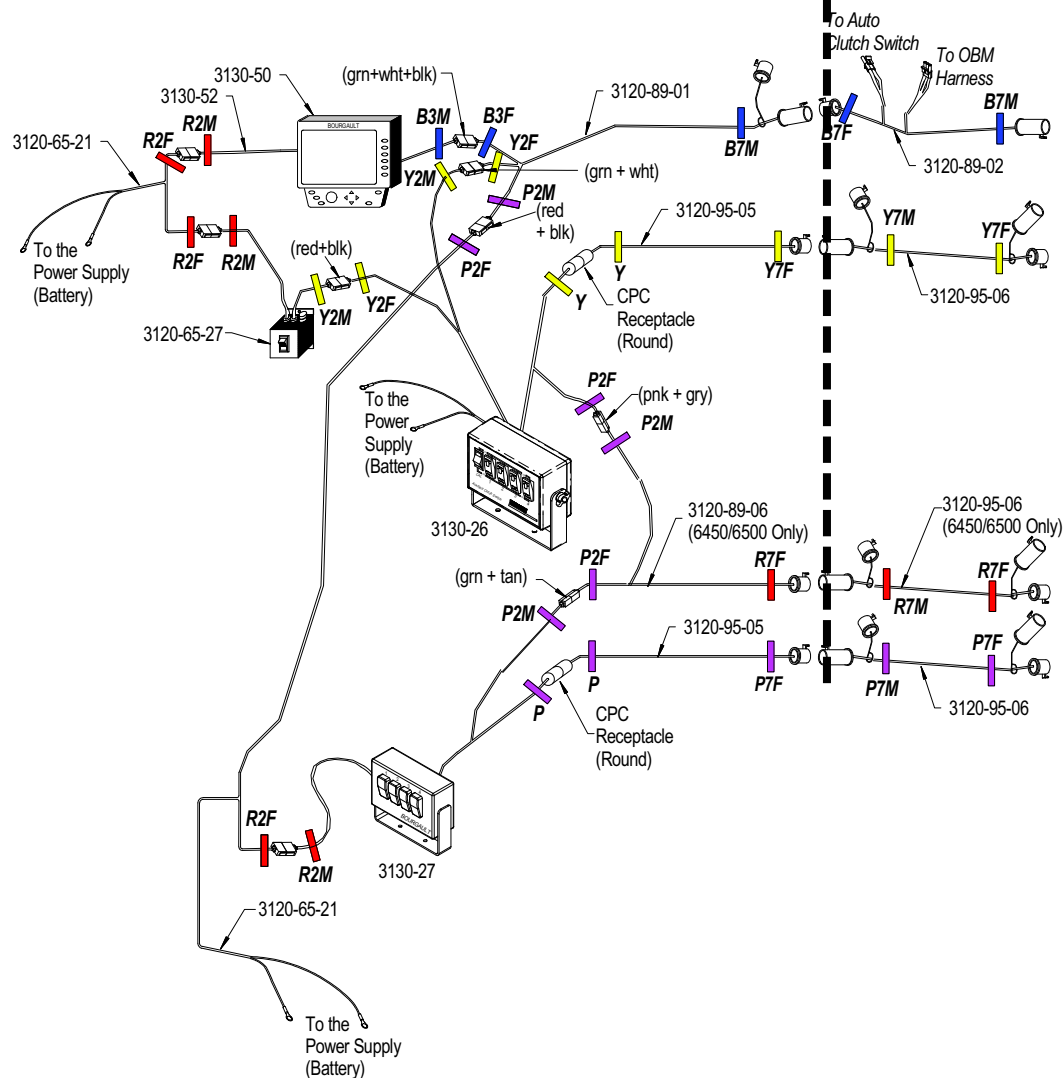 To Auto
Clutch Switch
To OBM
Harness
3130-50
(grn+wht+blk)
3130-52
3120-89-01
3120-65-21
R2F
R2M
BOURGAULT
B3M
B3F
Y2F
Y2M
B7M
B7F
B7M
3120-89-02
(grn + wht)
P2M
(red
+ blk)
P2F
3120-95-05
Y7M
Y7F
To the
Power Supply
(Battery)
R2F
R2M
(red+blk)
Y2M
Y2F
Y
Y7F
Y
CPC
Receptacle
(Round)
3120-95-06
3120-65-27
To the
Power
Supply
(Battery)
P2F
(pnk + gry)
P2M
3130-26
3120-89-06
(6450/6500 Only)
3120-95-06
(6450/6500 Only)
(grn + tan)
P2F
R7F
R7M
R7F
P2M
3120-95-05
P
P7F
P7M
P7F
P
CPC
Receptacle
(Round)
3120-95-06
BOURGAULT
3130-27
R2F
R2M
3120-65-21
To the
Power Supply
(Battery)